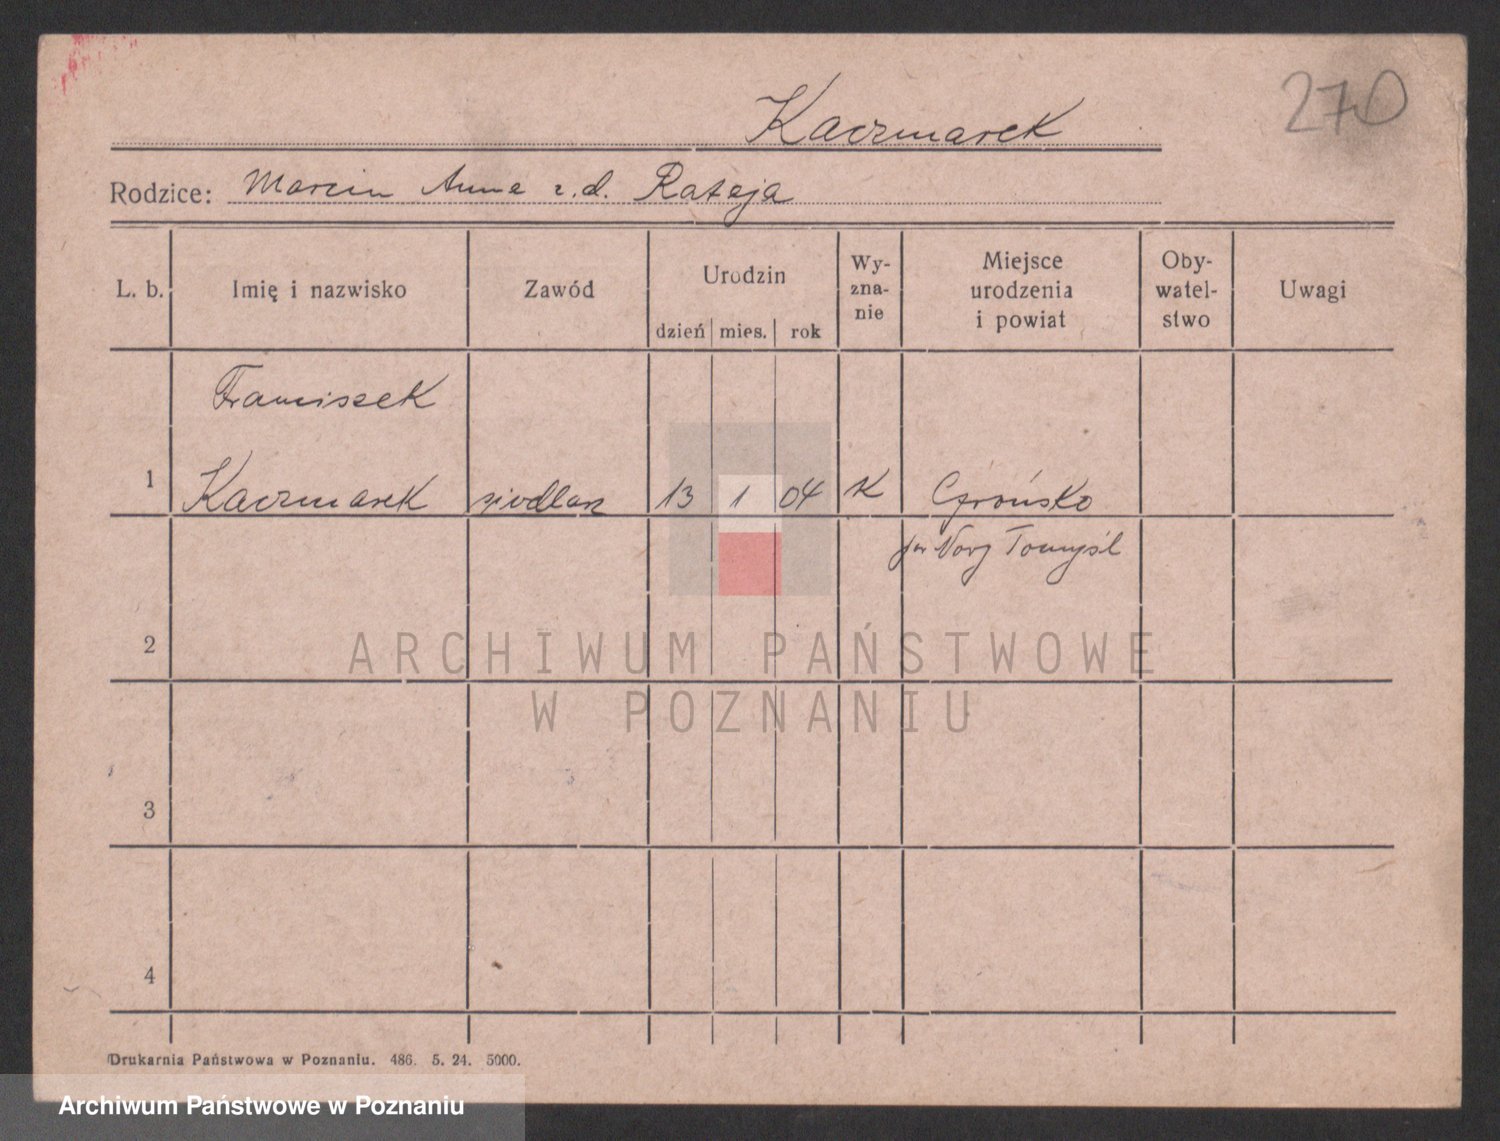 270
Kaczmarek
Rodzice: Marcin Anna z.d. Rataja
L. b.
Imię i nazwisko
Zawód
Urodzin
dzień mies. rok
Wy-
zna-
nie
Miejsce
urodzenia
i powiat
Oby-
watel-
stwo
Uwagi
Franciszek
1 Kaczmarek siodlarz 13 1 04 K Grońsko
pow Nowy Tomyśl
2
3
4
ARCHIWUM PAŃSTWOWE
W POZNANIU
Drukarnia Państwowa w Poznaniu. 486. 5. 24. 5000.
Archiwum Państwowe w Poznaniu